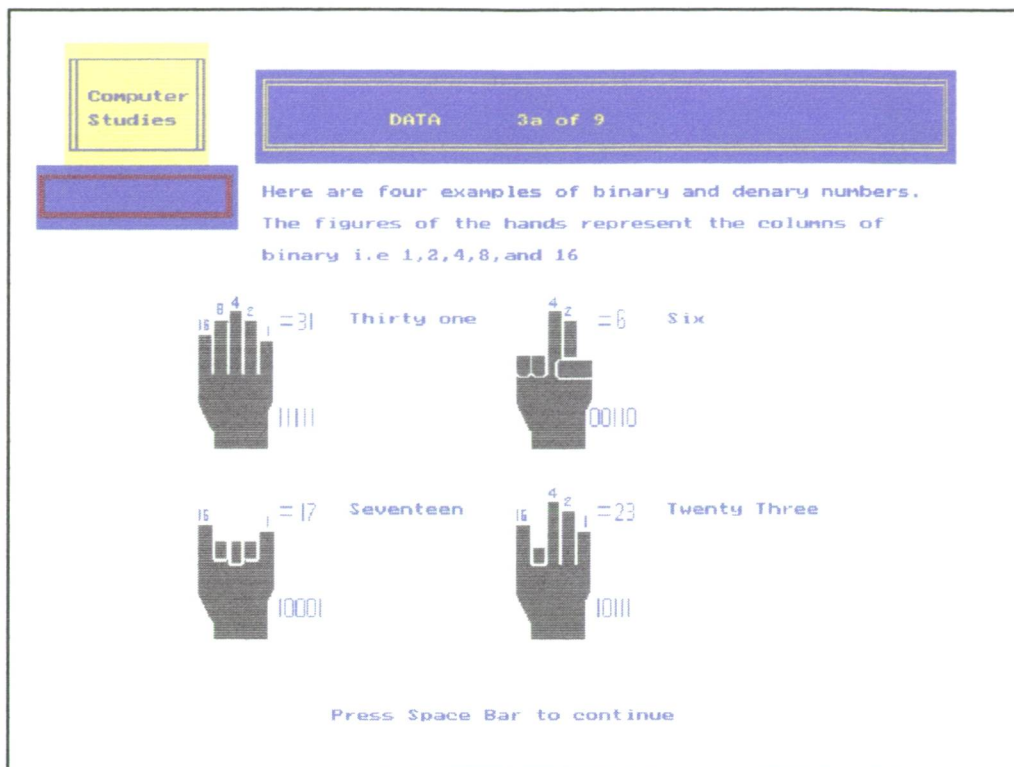 Computer
Studies
DATA 3a of 9
Here are four examples of binary and denary numbers.
The figures of the hands represent the columns of
binary i.e 1,2,4,8,and 16
16 8 4 2 1 =31 Thirty one
11111
4 2 =6 Six
00110
16 1 =17 Seventeen
10001
16 4 2 1 =23 Twenty Three
10111
Press Space Bar to continue